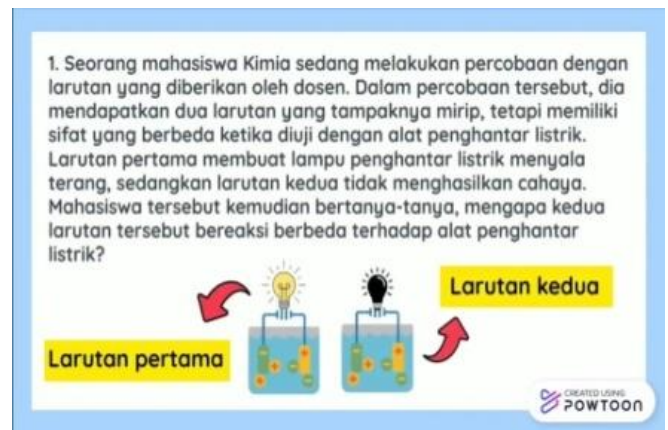 1. Seorang mahasiswa Kimia sedang melakukan percobaan dengan
larutan yang diberikan oleh dosen. Dalam percobaan tersebut, dia
mendapatkan dua larutan yang tampaknya mirip, tetapi memiliki
sifat yang berbeda ketika diuji dengan alat penghantar listrik.
Larutan pertama membuat lampu penghantar listrik menyala
terang, sedangkan larutan kedua tidak menghasilkan cahaya.
Mahasiswa tersebut kemudian bertanya-tanya, mengapa kedua
larutan tersebut bereaksi berbeda terhadap alat penghantar
listrik?
Larutan kedua
Larutan pertama
CREATED USING
POWTOON